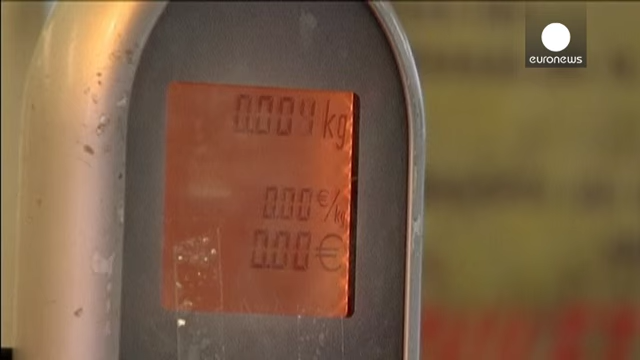 euronews
0.004 kg
0.00 €/kg
0.00 €